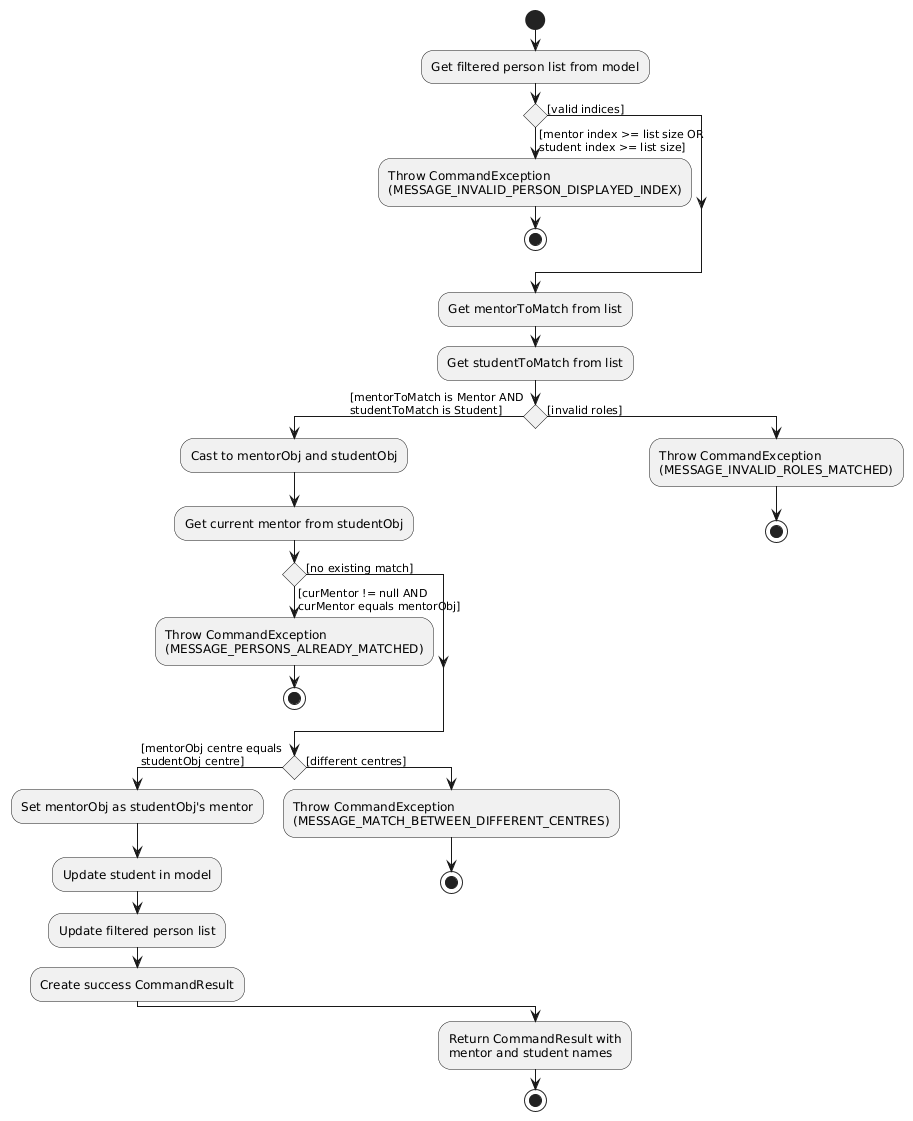 Get filtered person list from model
[valid indices]
[mentor index >= list size OR
student index >= list size]
Throw CommandException
(MESSAGE_INVALID_PERSON_DISPLAYED_INDEX)
Get mentorToMatch from list
Get studentToMatch from list
[mentorToMatch is Mentor AND
studentToMatch is Student]
[invalid roles]
Cast to mentorObj and studentObj
Throw CommandException
(MESSAGE_INVALID_ROLES_MATCHED)
Get current mentor from studentObj
[no existing match]
[curMentor != null AND
curMentor equals mentorObj]
Throw CommandException
(MESSAGE_PERSONS_ALREADY_MATCHED)
[mentorObj centre equals
studentObj centre]
[different centres]
Set mentorObj as studentObj's mentor
Throw CommandException
(MESSAGE_MATCH_BETWEEN_DIFFERENT_CENTRES)
Update student in model
Update filtered person list
Create success CommandResult
Return CommandResult with
mentor and student names